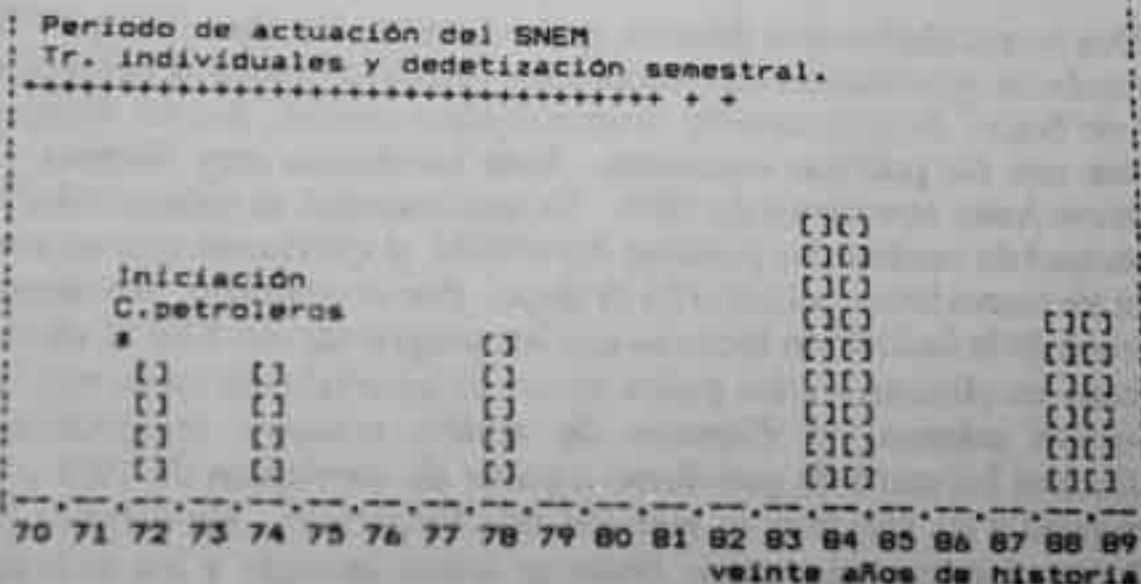 Periodo de actuación del SNEM
Tr. individuales y dedetización semestral.
+++++++++++++++++++++++++++++++++++ + +
[][]
[][]
Iniciación [][]
C.petroleros [][] [][]
* [] [][] [][]
[] [] [] [][] [][]
[] [] [] [][] [][]
[] [] [] [][] [][]
[] [] [] [][] [][]
--.--.--.--.--.--.--.--.--.--.--.--.--.--.--.--.--.--.--.--
70 71 72 73 74 75 76 77 78 79 80 81 82 83 84 85 86 87 88 89
veinte años de historia